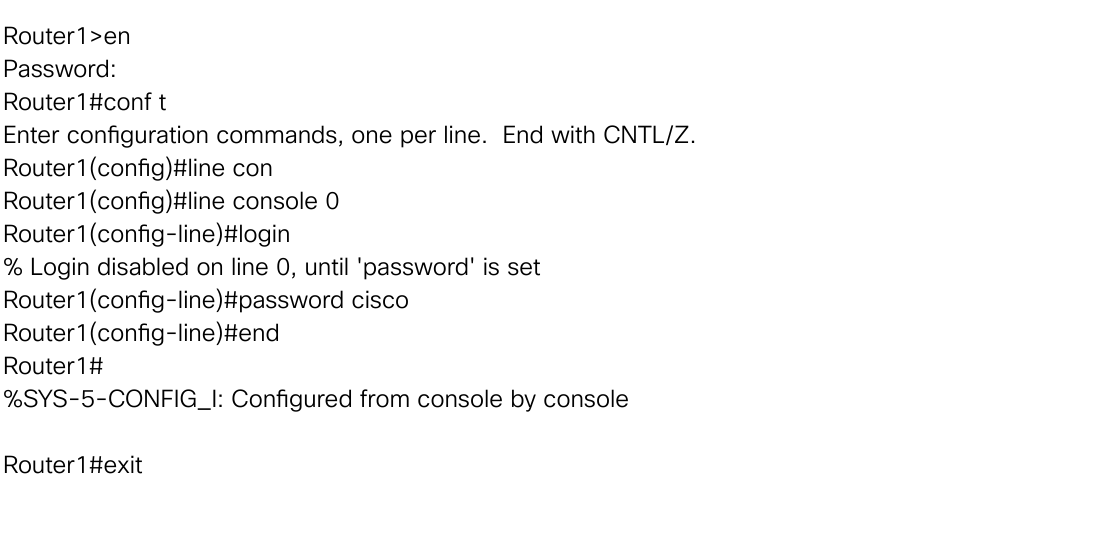 Router1>en
Password:
Router1#conf t
Enter configuration commands, one per line.  End with CNTL/Z.
Router1(config)#line con
Router1(config)#line console 0
Router1(config-line)#login
% Login disabled on line 0, until 'password' is set
Router1(config-line)#password cisco
Router1(config-line)#end
Router1#
%SYS-5-CONFIG_I: Configured from console by console
Router1#exit